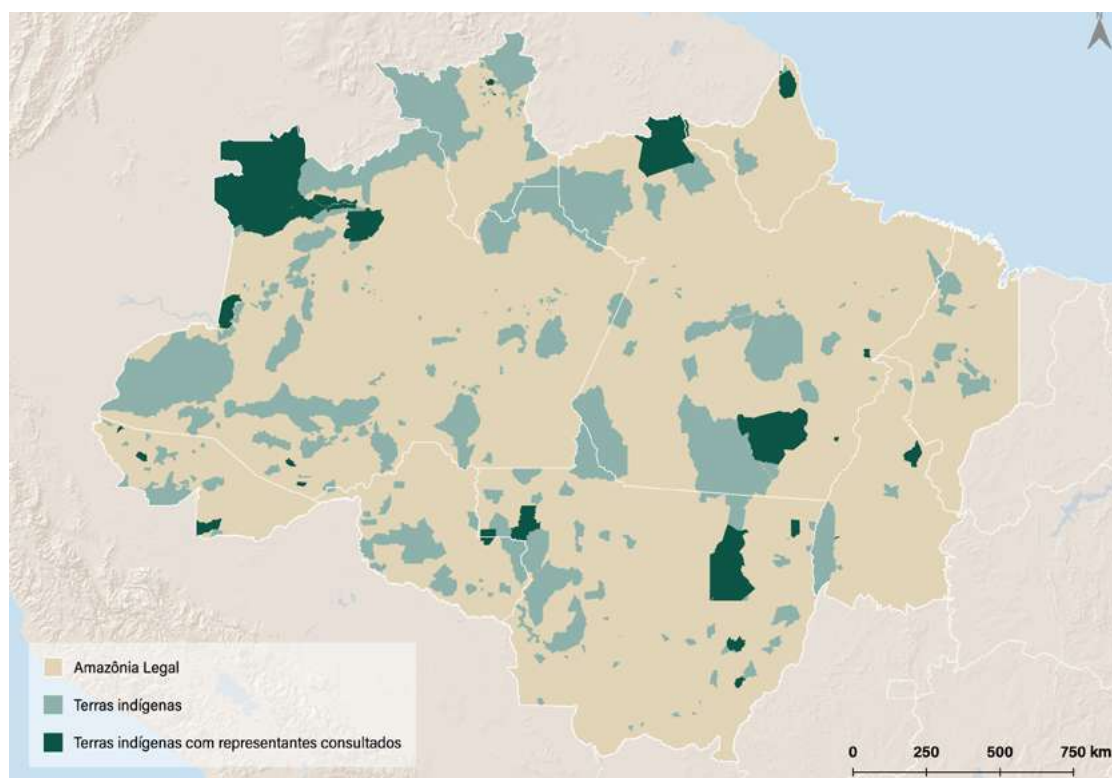 N
Amazônia Legal
Terras indígenas
Terras indígenas com representantes consultados
0 250 500 750 km